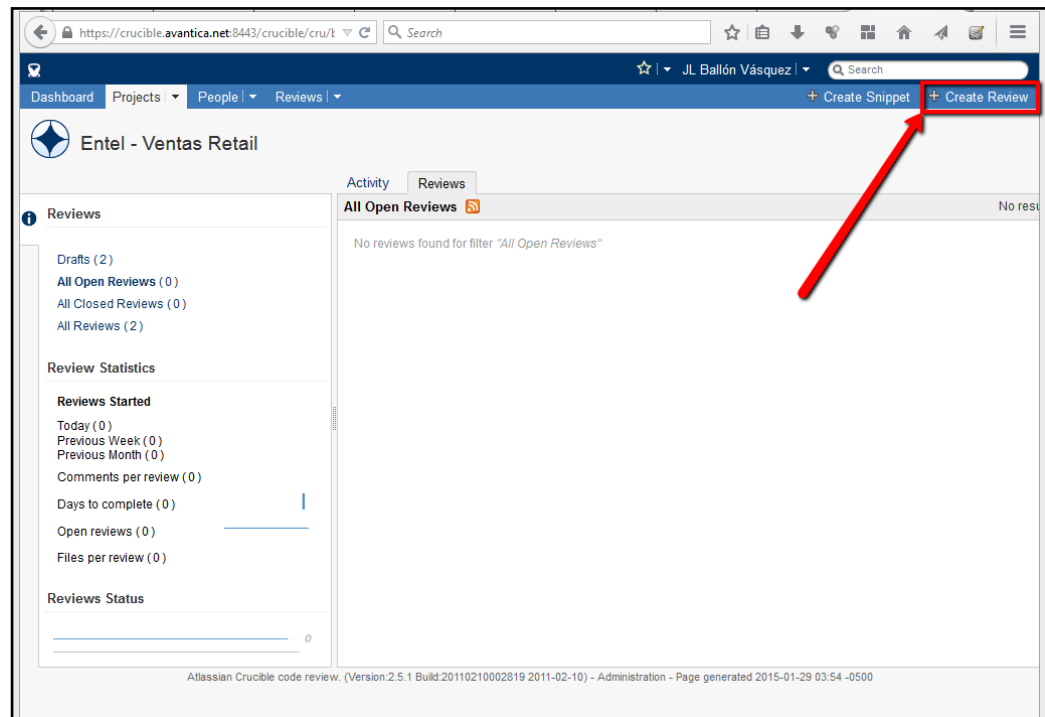 https://crucible.avantica.net:8443/crucible/cru/t
Search
JL Ballón Vásquez
Search
Dashboard Projects People Reviews
+ Create Snippet + Create Review
Entel - Ventas Retail
Activity Reviews
Reviews
All Open Reviews
No resu
No reviews found for filter "All Open Reviews"
Drafts (2)
All Open Reviews (0)
All Closed Reviews (0)
All Reviews (2)
Review Statistics
Reviews Started
Today (0)
Previous Week (0)
Previous Month (0)
Comments per review (0)
Days to complete (0)
Open reviews (0)
Files per review (0)
Reviews Status
0
Atlassian Crucible code review. (Version:2.5.1 Build:20110210002819 2011-02-10) - Administration - Page generated 2015-01-29 03:54 -0500